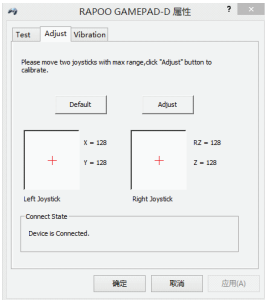 RAPOO GAMEPAD-D 属性
Test Adjust Vibration
Please move two joysticks with max range,click "Adjust" button to
calibrate.
Default Adjust
X = 128 RZ = 128
Y = 128 Z = 128
Left Joystick Right Joystick
Connect State
Device is Connected.
确定 取消 应用(A)